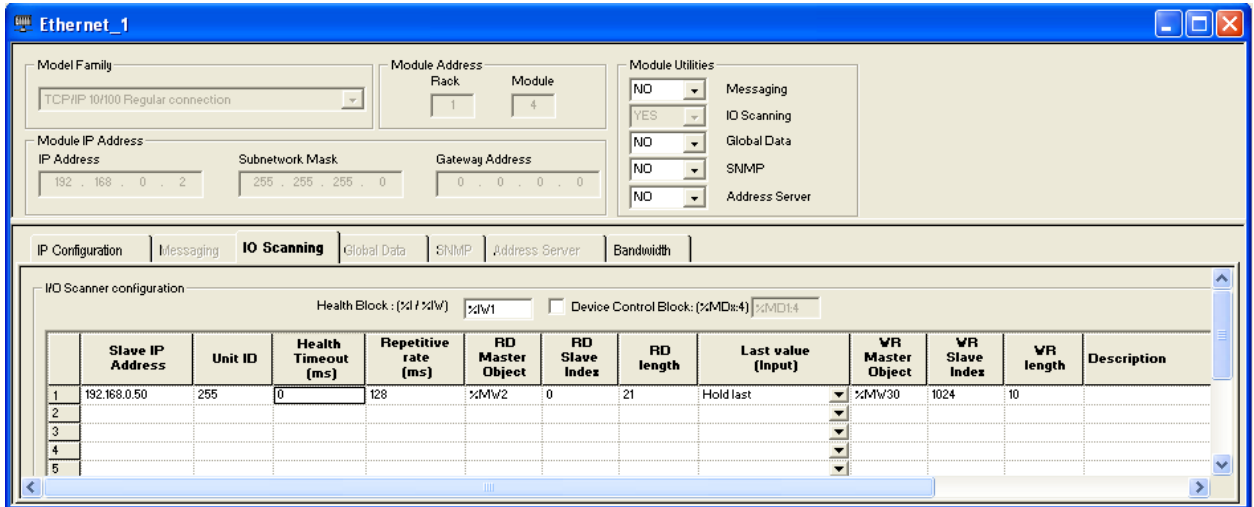 Ethernet_1
Model Family
TCP/IP 10/100 Regular connection
Module Address
Rack Module
1 4
Module Utilities
NO Messaging
YES IO Scanning
NO Global Data
NO SNMP
NO Address Server
Module IP Address
IP Address Subnetwork Mask Gateway Address
192 . 168 . 0 . 2 255 . 255 . 255 . 0 0 . 0 . 0 . 0
IP Configuration Messaging IO Scanning Global Data SNMP Address Server Bandwidth
I/O Scanner configuration
Health Block : (%I / %IW) %IW1 Device Control Block: (%MDx:4) %MD1:4
Slave IP Address Unit ID Health Timeout (ms) Repetitive rate (ms) RD Master Object RD Slave Index RD length Last value (Input) WR Master Object WR Slave Index WR length Description
1 192.168.0.50 255 0 128 %MW2 0 21 Hold last %MW30 1024 10
2
3
4
5